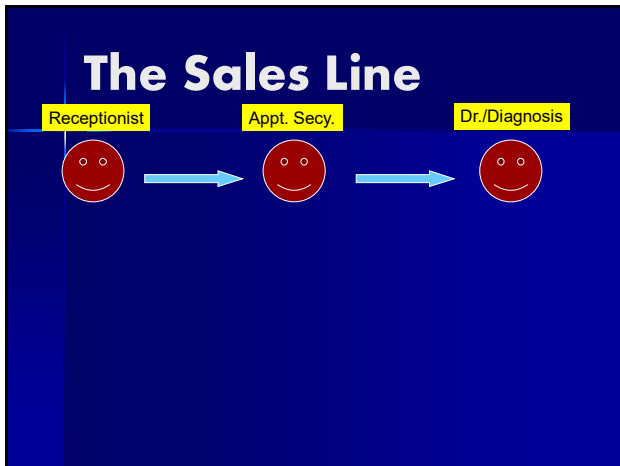 The Sales Line
Receptionist
Appt. Secy.
Dr./Diagnosis